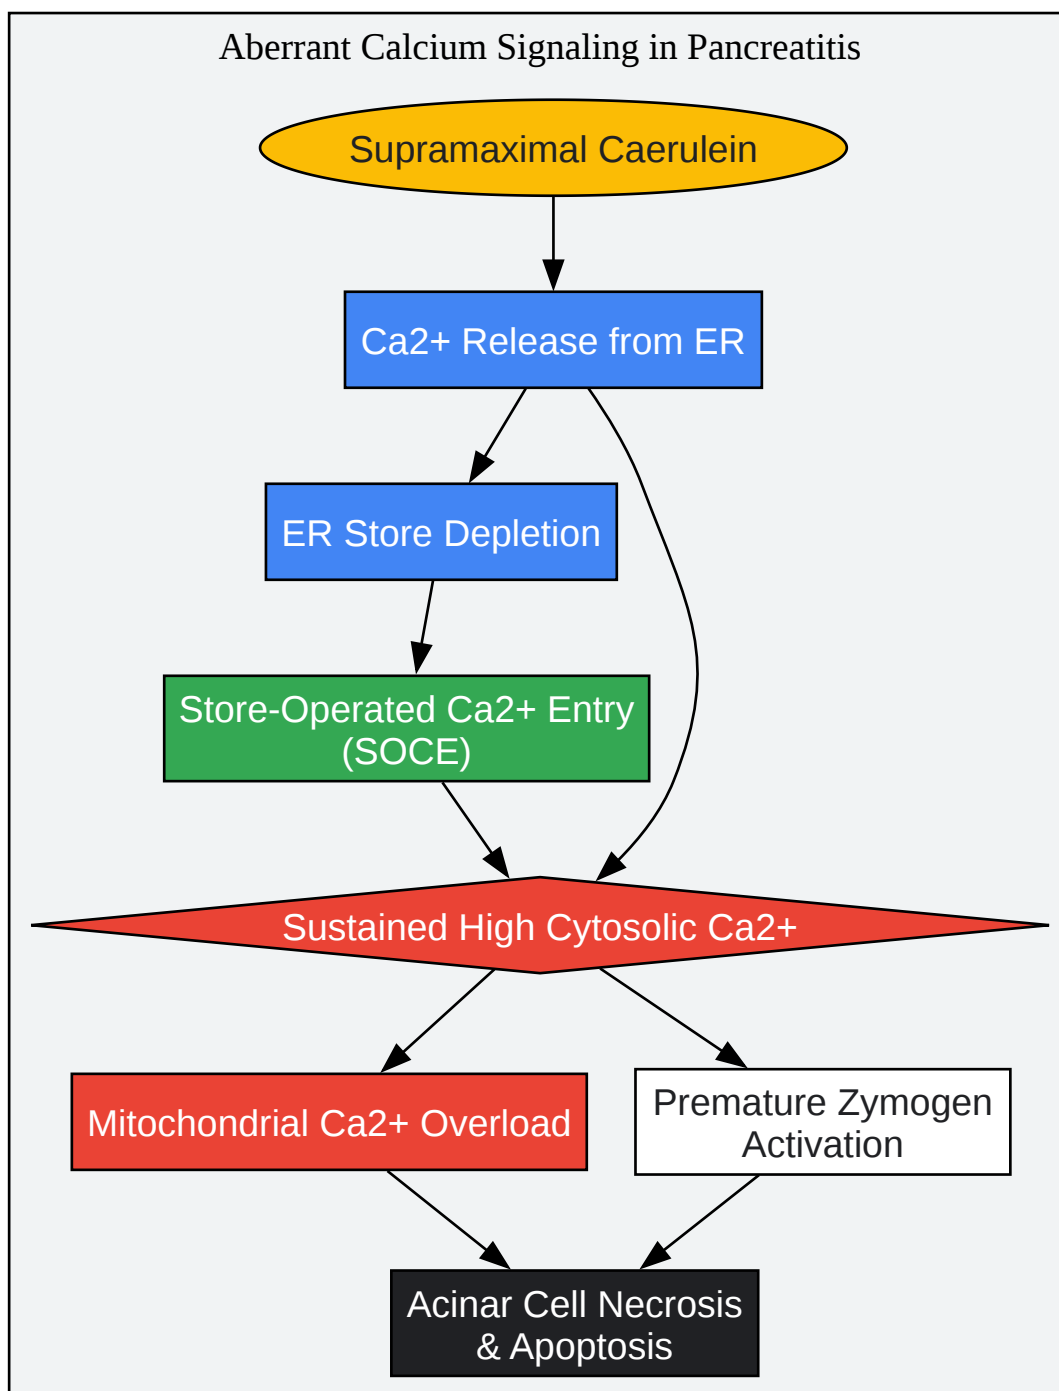 Aberrant Calcium Signaling in Pancreatitis
Supramaximal Caerulein
Ca2+ Release from ER
ER Store Depletion
Store-Operated Ca2+ Entry
(SOCE)
Sustained High Cytosolic Ca2+
Mitochondrial Ca2+ Overload
Premature Zymogen
Activation
Acinar Cell Necrosis
& Apoptosis